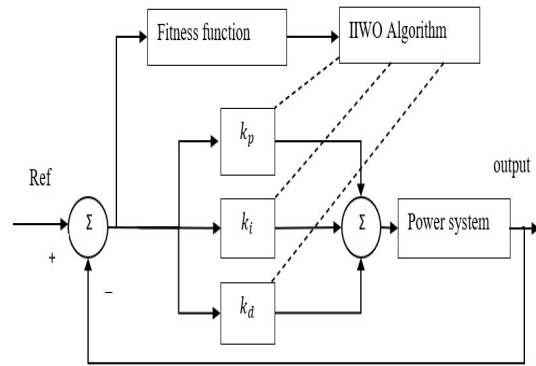 Fitness function
IIWO Algorithm
k_p
output
Ref
Σ
k_i
Σ
Power system
+
−
k_d